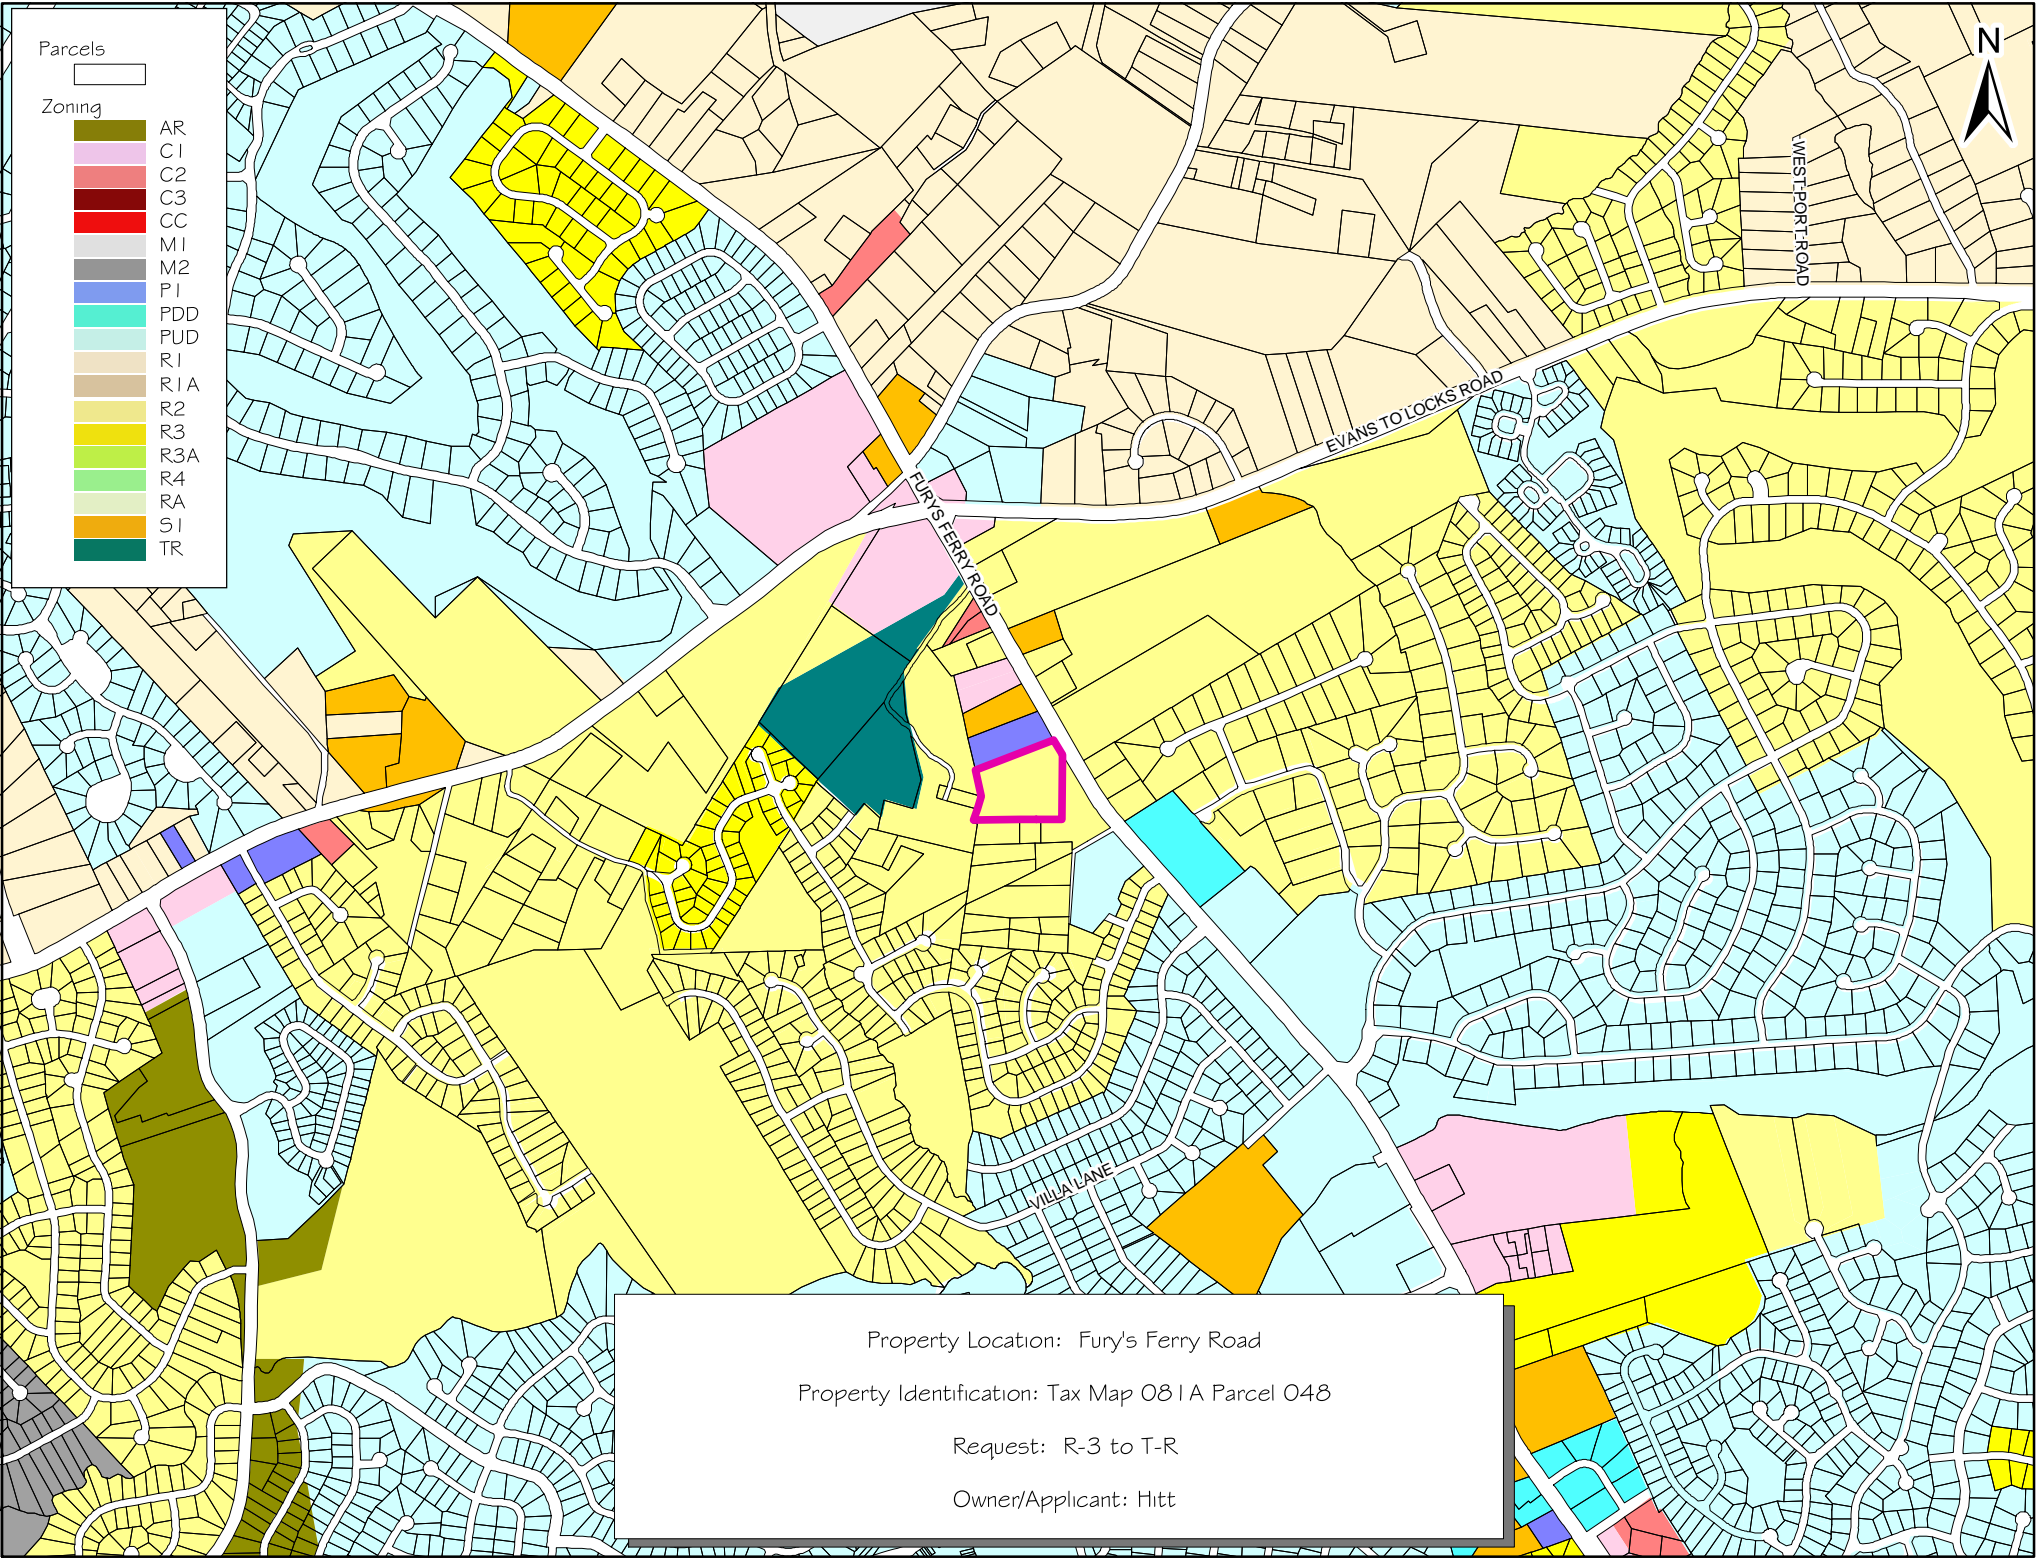 Parcels
Zoning
AR
C1
C2
C3
CC
M1
M2
P1
PDD
PUD
R1
R1A
R2
R3
R3A
R4
RA
S1
TR
N
WEST PORT ROAD
EVANS TO LOCKS ROAD
FURYS FERRY ROAD
VILLA LANE
Property Location: Fury's Ferry Road
Property Identification: Tax Map 081A Parcel 048
Request: R-3 to T-R
Owner/Applicant: Hitt